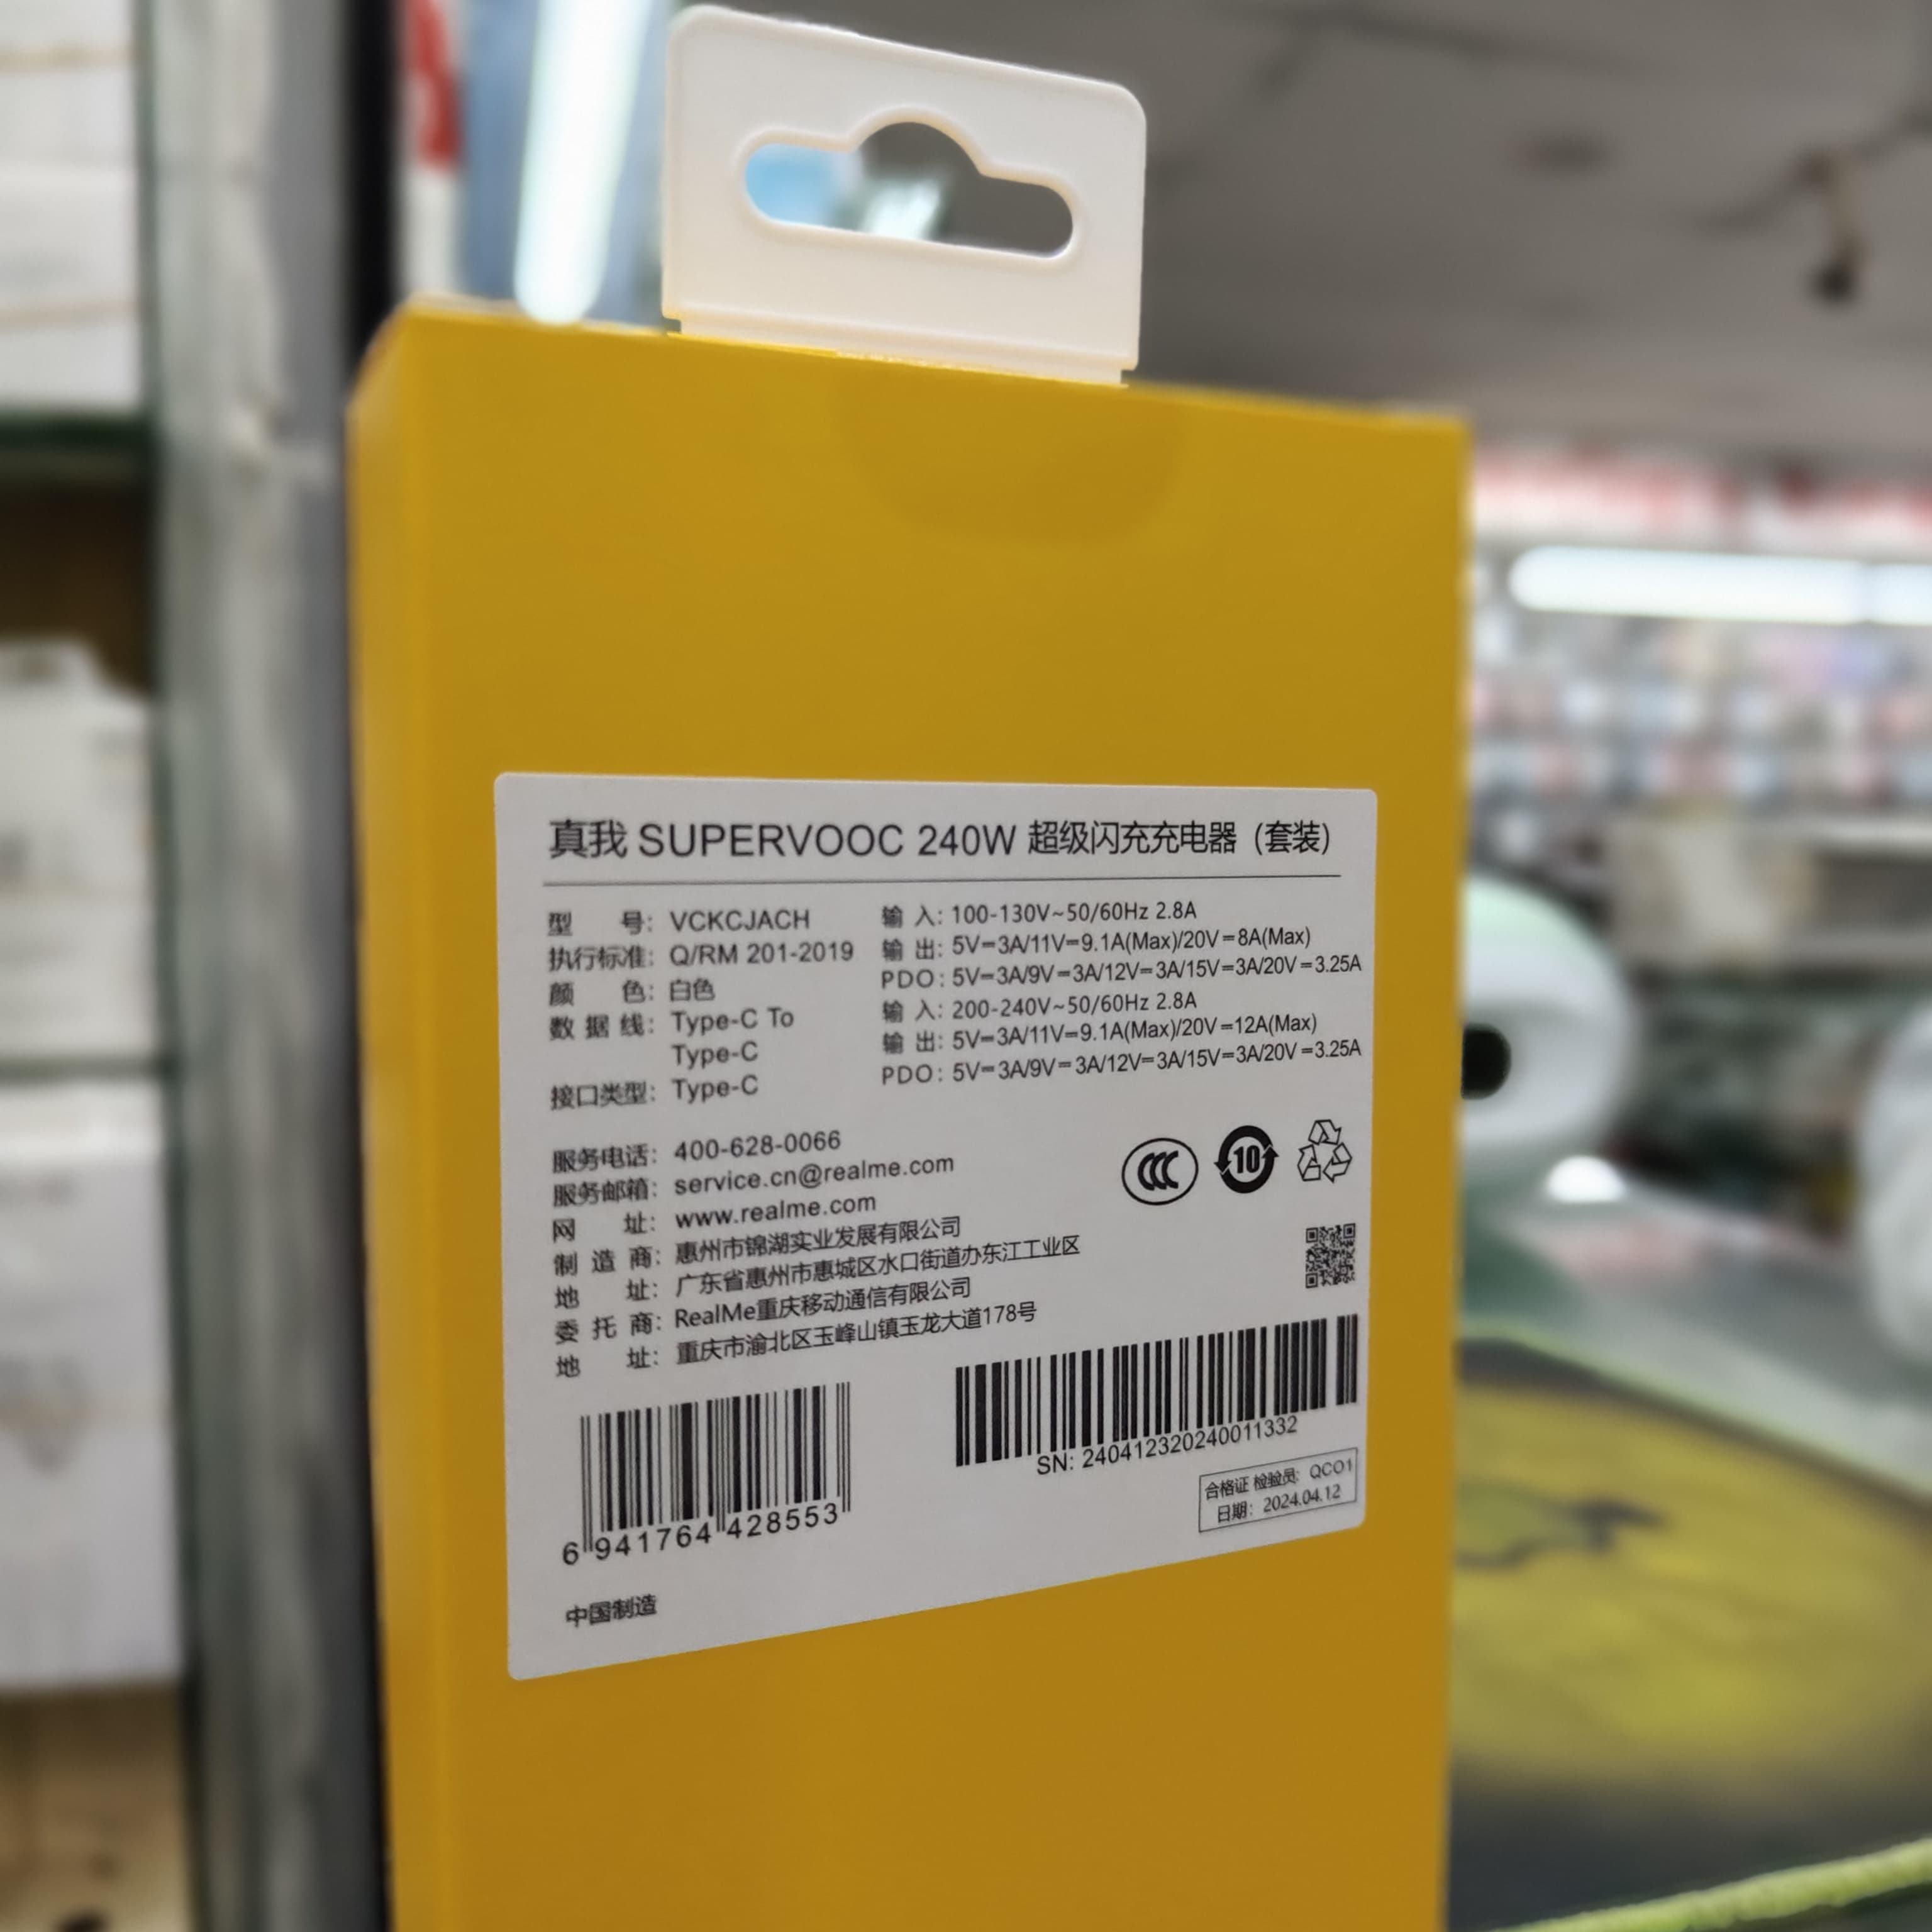 真我 SUPERVOOC 240W 超级闪充充电器（套装）
型 号： VCKCJACH
执行标准： Q/RM 201-2019
颜 色： 白色
数 据 线： Type-C To
Type-C
接口类型： Type-C
输 入: 100-130V~50/60Hz 2.8A
输 出: 5V=3A/11V=9.1A(Max)/20V=8A(Max)
PDO: 5V=3A/9V=3A/12V=3A/15V=3A/20V=3.25A
输 入: 200-240V~50/60Hz 2.8A
输 出: 5V=3A/11V=9.1A(Max)/20V=12A(Max)
PDO: 5V=3A/9V=3A/12V=3A/15V=3A/20V=3.25A
服务电话： 400-628-0066
服务邮箱： service.cn@realme.com
网 址： www.realme.com
制 造 商： 惠州市锦湖实业发展有限公司
地 址： 广东省惠州市惠城区水口街道办东江工业区
委 托 商： RealMe重庆移动通信有限公司
地 址： 重庆市渝北区玉峰山镇玉龙大道178号
CCC
10
6 941764 428553
SN: 240412320240011332
合格证 检验员: QC01
日期: 2024.04.12
中国制造